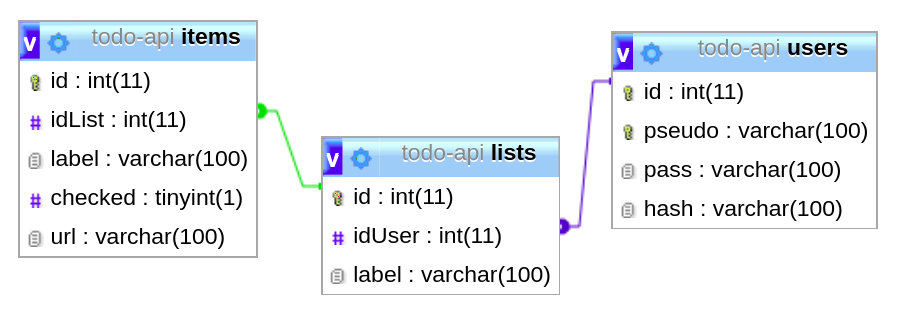 v todo-api items
id : int(11)
idList : int(11)
label : varchar(100)
checked : tinyint(1)
url : varchar(100)
v todo-api lists
id : int(11)
idUser : int(11)
label : varchar(100)
v todo-api users
id : int(11)
pseudo : varchar(100)
pass : varchar(100)
hash : varchar(100)